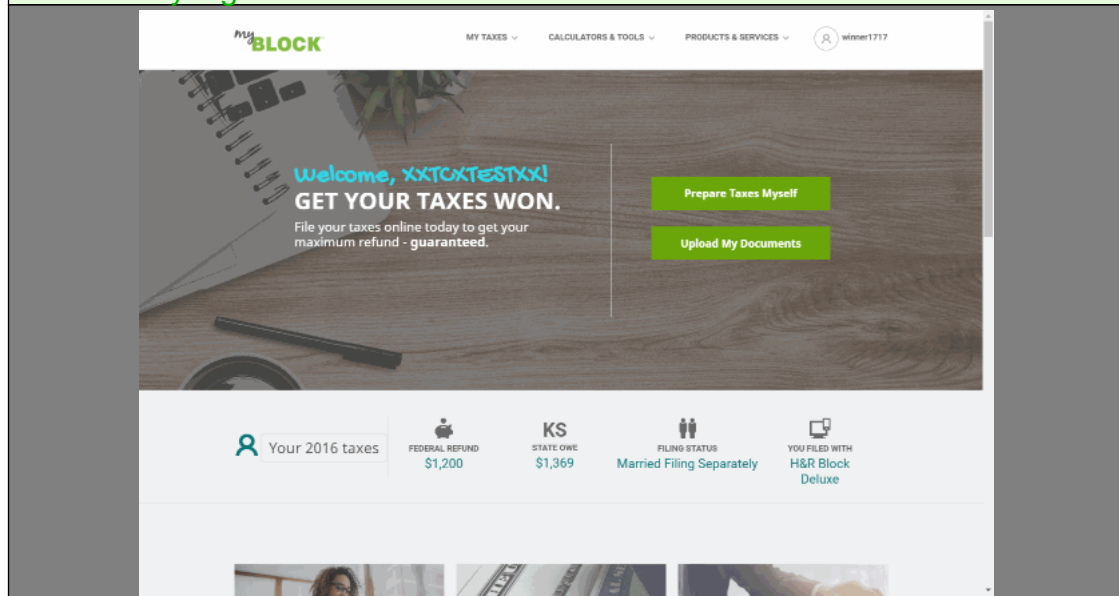 my BLOCK
MY TAXES
CALCULATORS & TOOLS
PRODUCTS & SERVICES
winner1717
Welcome, XXTCXTESTXX!
GET YOUR TAXES WON.
File your taxes online today to get your
maximum refund - guaranteed.
Prepare Taxes Myself
Upload My Documents
Your 2016 taxes
FEDERAL REFUND
$1,200
KS
STATE OWE
$1,369
FILING STATUS
Married Filing Separately
YOU FILED WITH
H&R Block
Deluxe